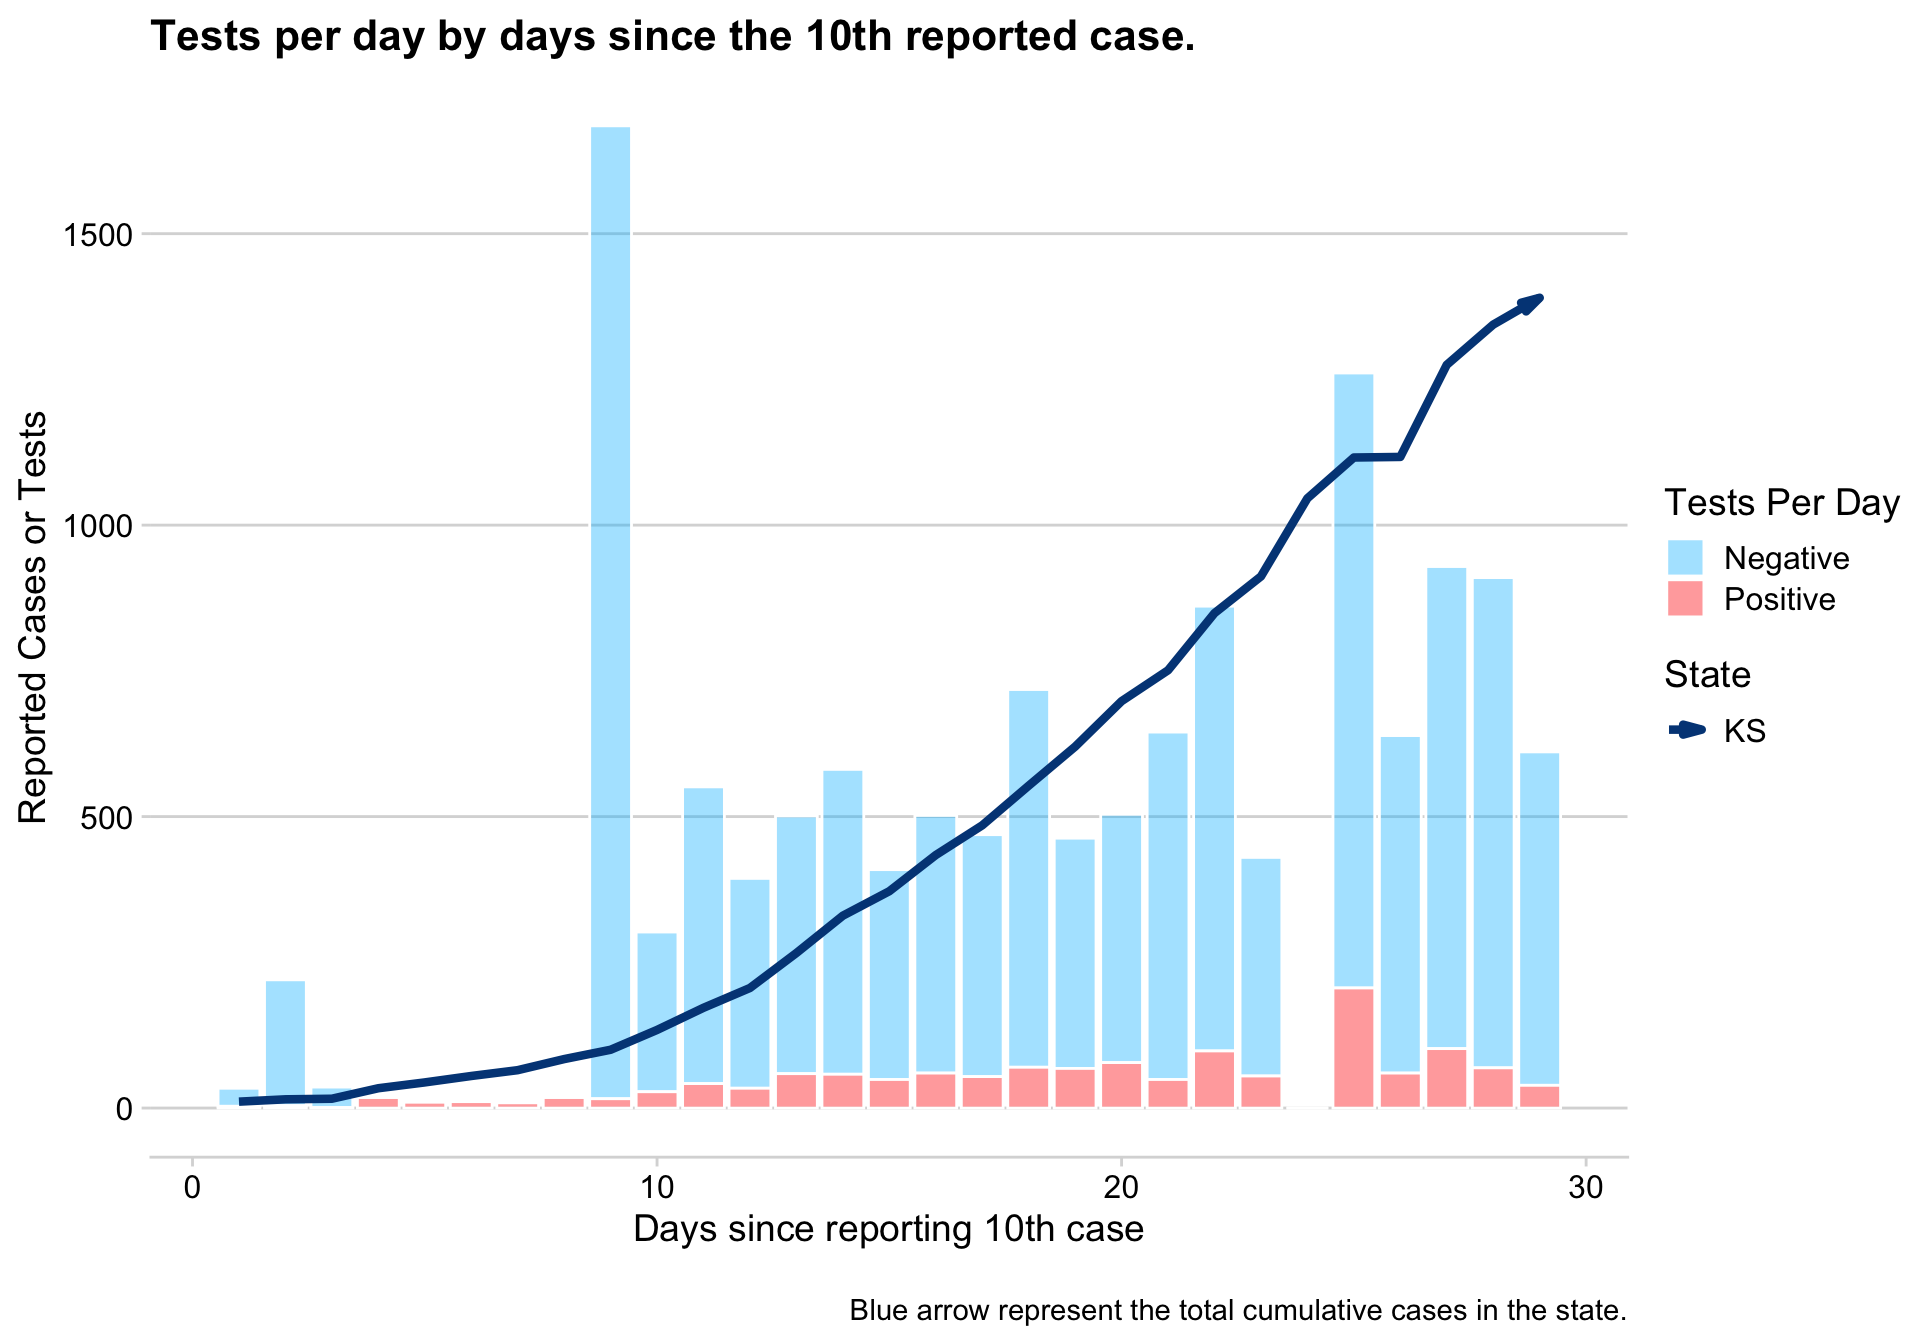 Tests per day by days since the 10th reported case.
Reported Cases or Tests
1500
1000
500
0
0
10
20
30
Days since reporting 10th case
Tests Per Day
Negative
Positive
State
KS
Blue arrow represent the total cumulative cases in the state.